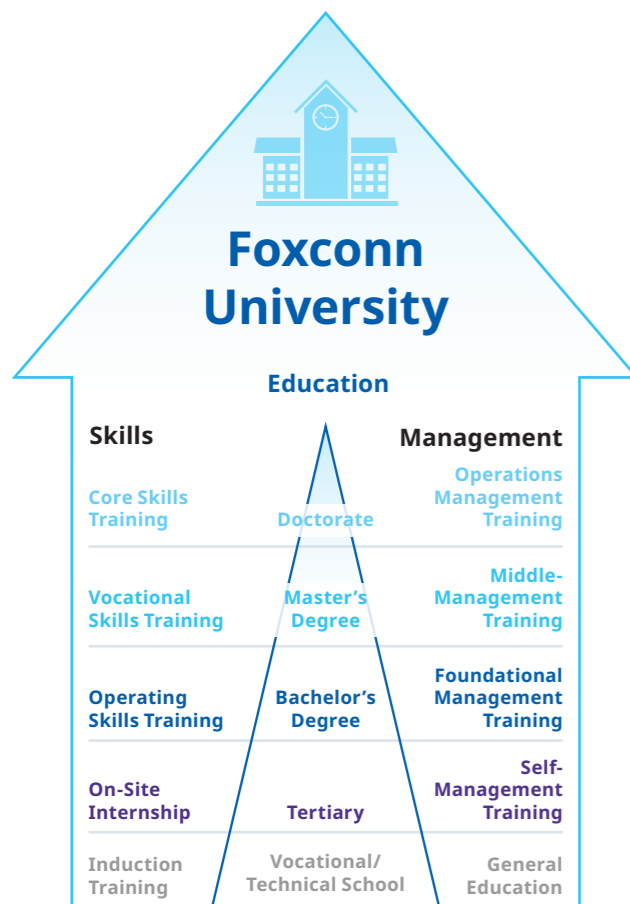 Foxconn
University
Education
Skills
Management
Core Skills
Training
Doctorate
Operations
Management
Training
Vocational
Skills Training
Master's
Degree
Middle-
Management
Training
Operating
Skills Training
Bachelor's
Degree
Foundational
Management
Training
On-Site
Internship
Tertiary
Self-
Management
Training
Induction
Training
Vocational/
Technical School
General
Education